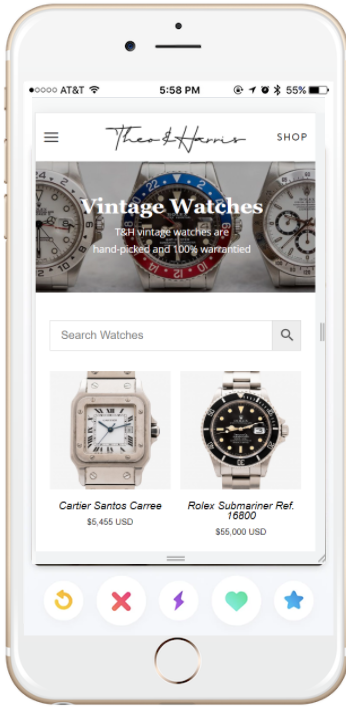 AT&T 5:58 PM 55%
Theo & Harris SHOP
Vintage Watches
T&H vintage watches are
hand-picked and 100% warrantied
Search Watches
Cartier Santos Carree
$5,455 USD
Rolex Submariner Ref.
16800
$55,000 USD